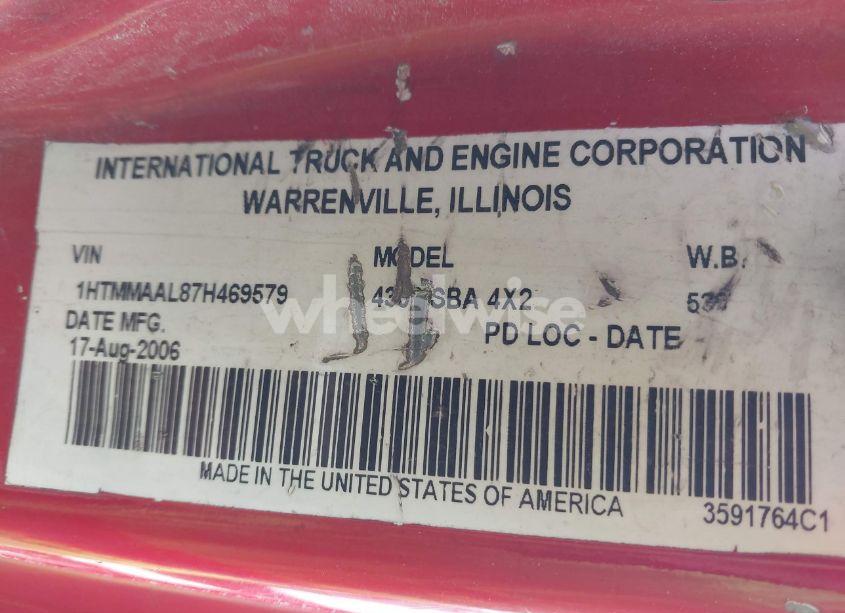 INTERNATIONAL TRUCK AND ENGINE CORPORATION
WARRENVILLE, ILLINOIS
VIN MODEL W.B.
1HTMMAAL87H469579 SBA 4X2
DATE MFG. PD LOC - DATE
17-Aug-2006
wheelwise
MADE IN THE UNITED STATES OF AMERICA
3591764C1